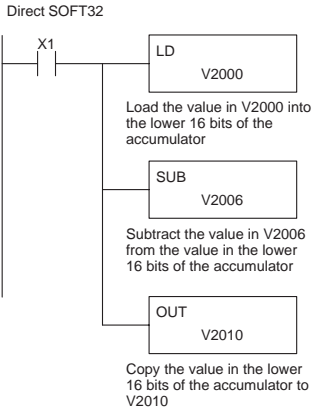 Direct SOFT32
X1
LD
V2000
Load the value in V2000 into
the lower 16 bits of the
accumulator
SUB
V2006
Subtract the value in V2006
from the value in the lower
16 bits of the accumulator
OUT
V2010
Copy the value in the lower
16 bits of the accumulator to
V2010